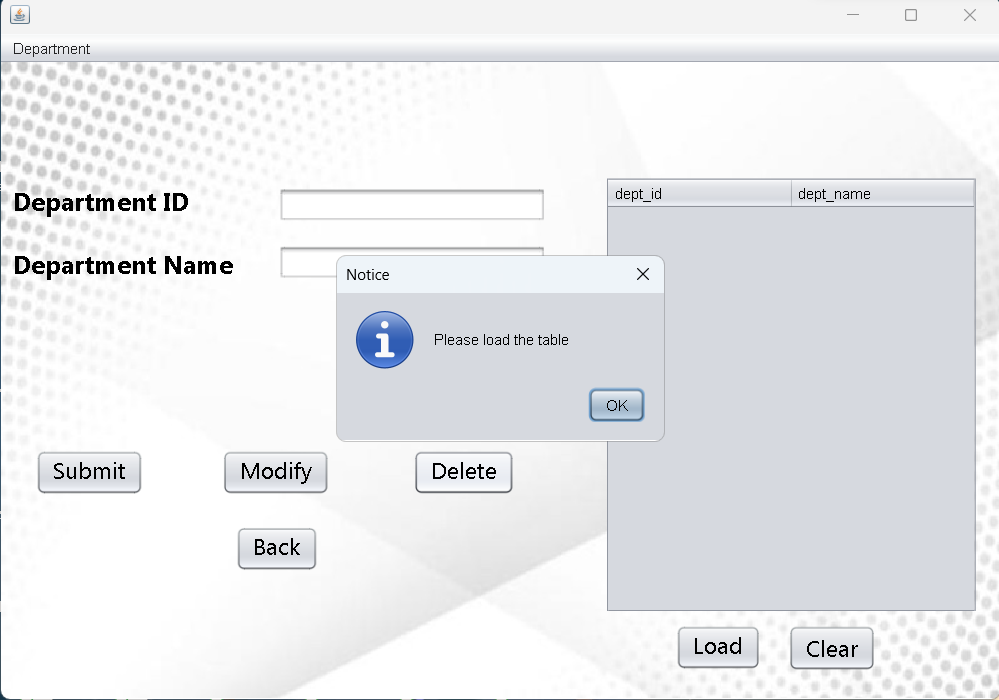 Department
Department ID
dept_id dept_name
Department Name
Notice
Please load the table
OK
Submit Modify Delete
Back
Load Clear